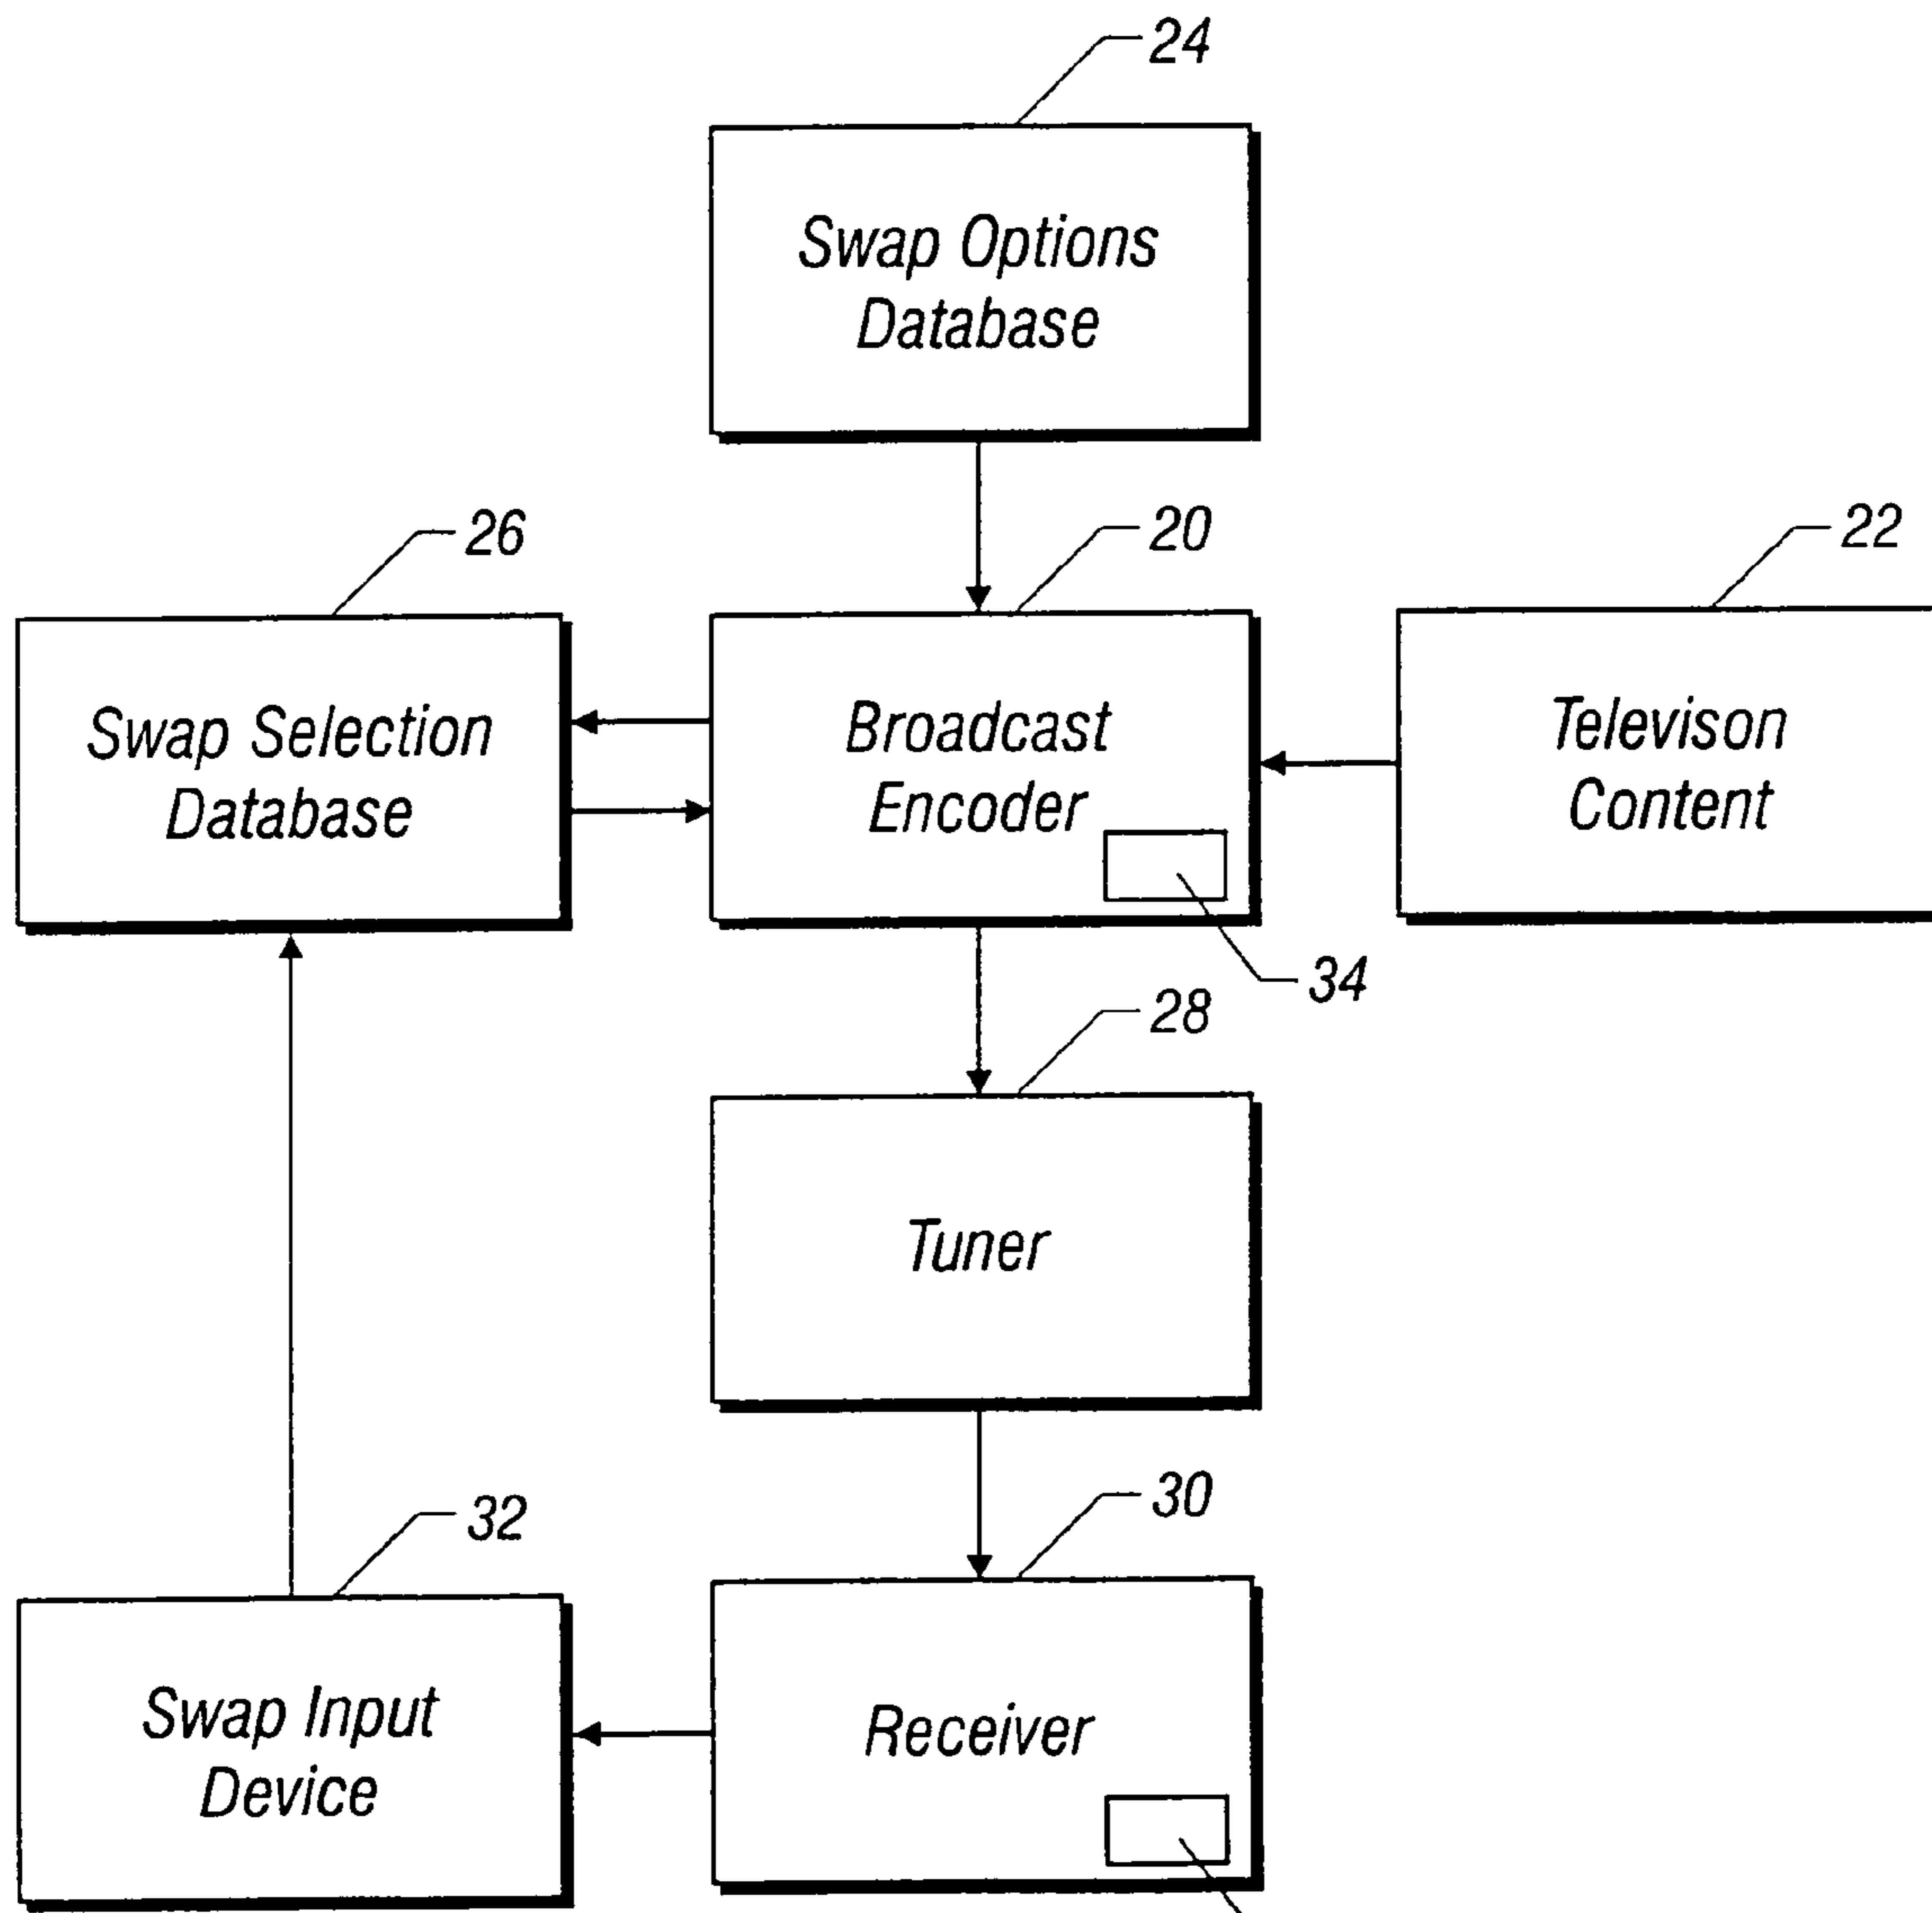 24
Swap Options
Database
26
20
22
Swap Selection
Database
Broadcast
Encoder
Televison
Content
34
28
Tuner
32
30
Swap Input
Device
Receiver